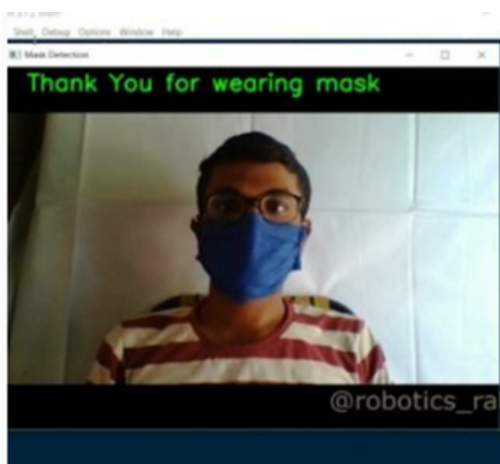 Shell Debug Options Window Help
Mask Detection
Thank You for wearing mask
@robotics_ra